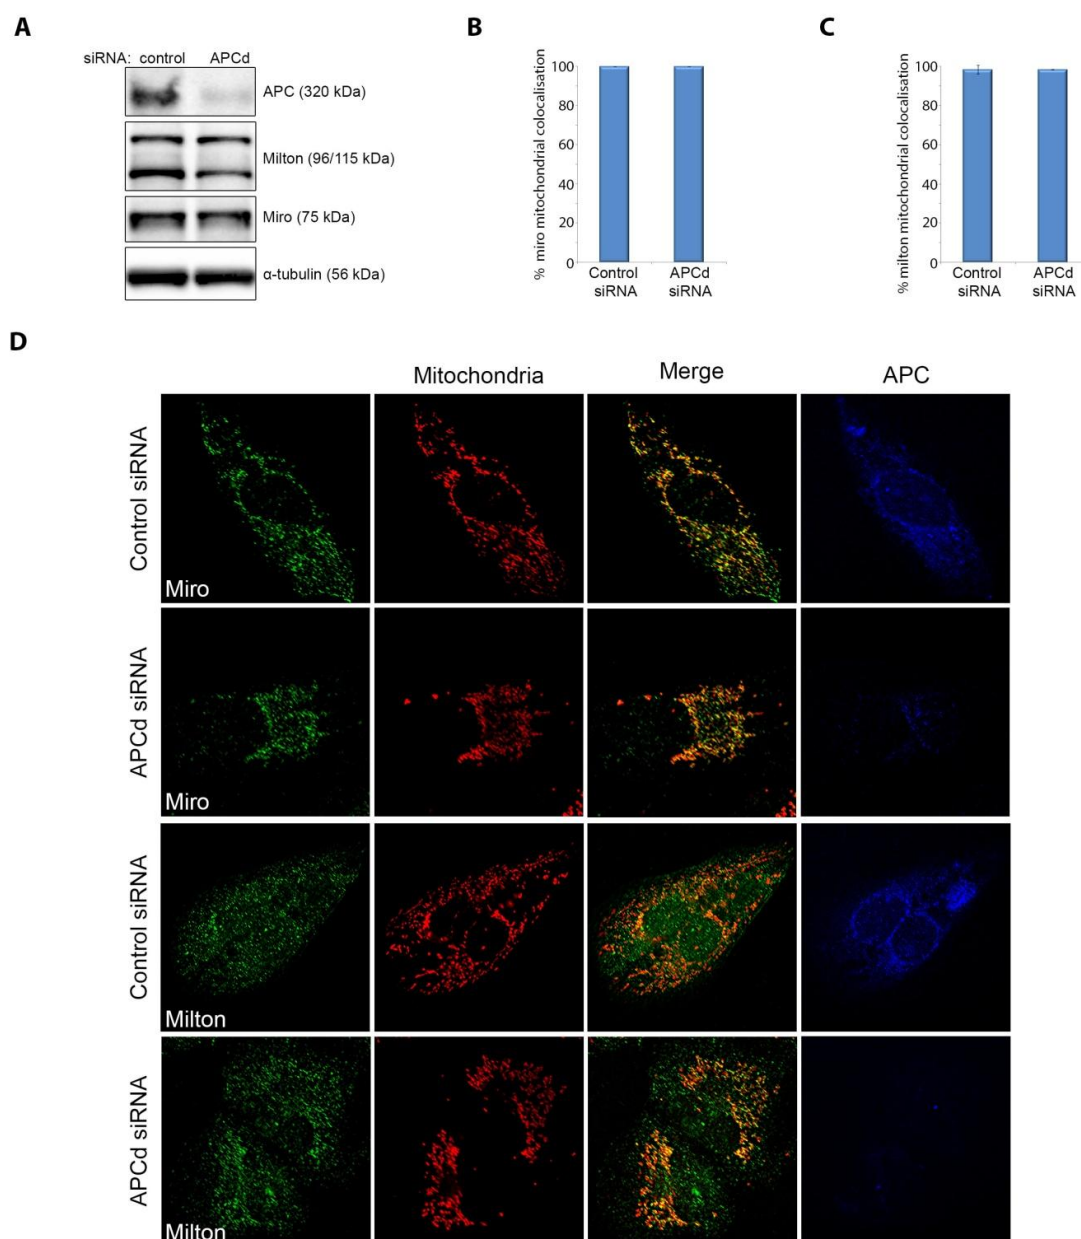 A
siRNA: control APCd
APC (320 kDa)
Milton (96/115 kDa)
Miro (75 kDa)
α-tubulin (56 kDa)
B
% miro mitochondrial colocalisation
100
80
60
40
20
0
Control siRNA
APCd siRNA
C
% milton mitochondrial colocalisation
100
80
60
40
20
0
Control siRNA
APCd siRNA
D
Mitochondria Merge APC
Control siRNA
Miro
APCd siRNA
Miro
Control siRNA
Milton
APCd siRNA
Milton